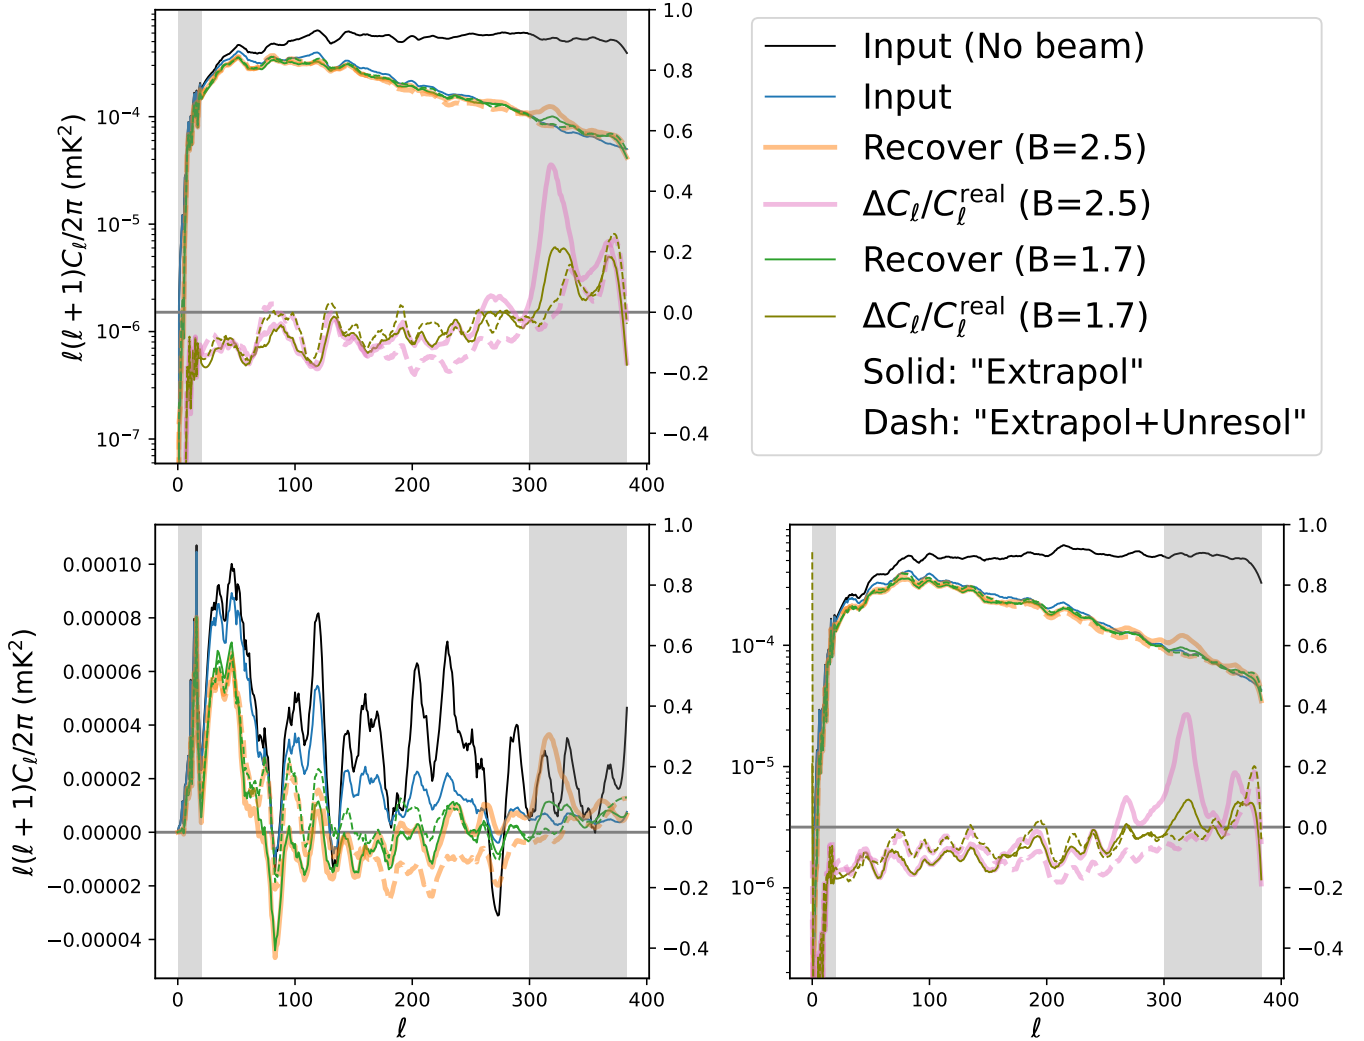 10⁻⁴
10⁻⁵
10⁻⁶
10⁻⁷
ℓ(ℓ + 1)Cℓ/2π (mK²)
1.0
0.8
0.6
0.4
0.2
0.0
−0.2
−0.4
0 100 200 300 400
Input (No beam)
Input
Recover (B=2.5)
ΔCℓ/Cℓ^real (B=2.5)
Recover (B=1.7)
ΔCℓ/Cℓ^real (B=1.7)
Solid: "Extrapol"
Dash: "Extrapol+Unresol"
0.00010
0.00008
0.00006
0.00004
0.00002
0.00000
−0.00002
−0.00004
ℓ(ℓ + 1)Cℓ/2π (mK²)
1.0
0.8
0.6
0.4
0.2
0.0
−0.2
−0.4
0 100 200 300 400
ℓ
10⁻⁴
10⁻⁵
10⁻⁶
1.0
0.8
0.6
0.4
0.2
0.0
−0.2
−0.4
0 100 200 300 400
ℓ